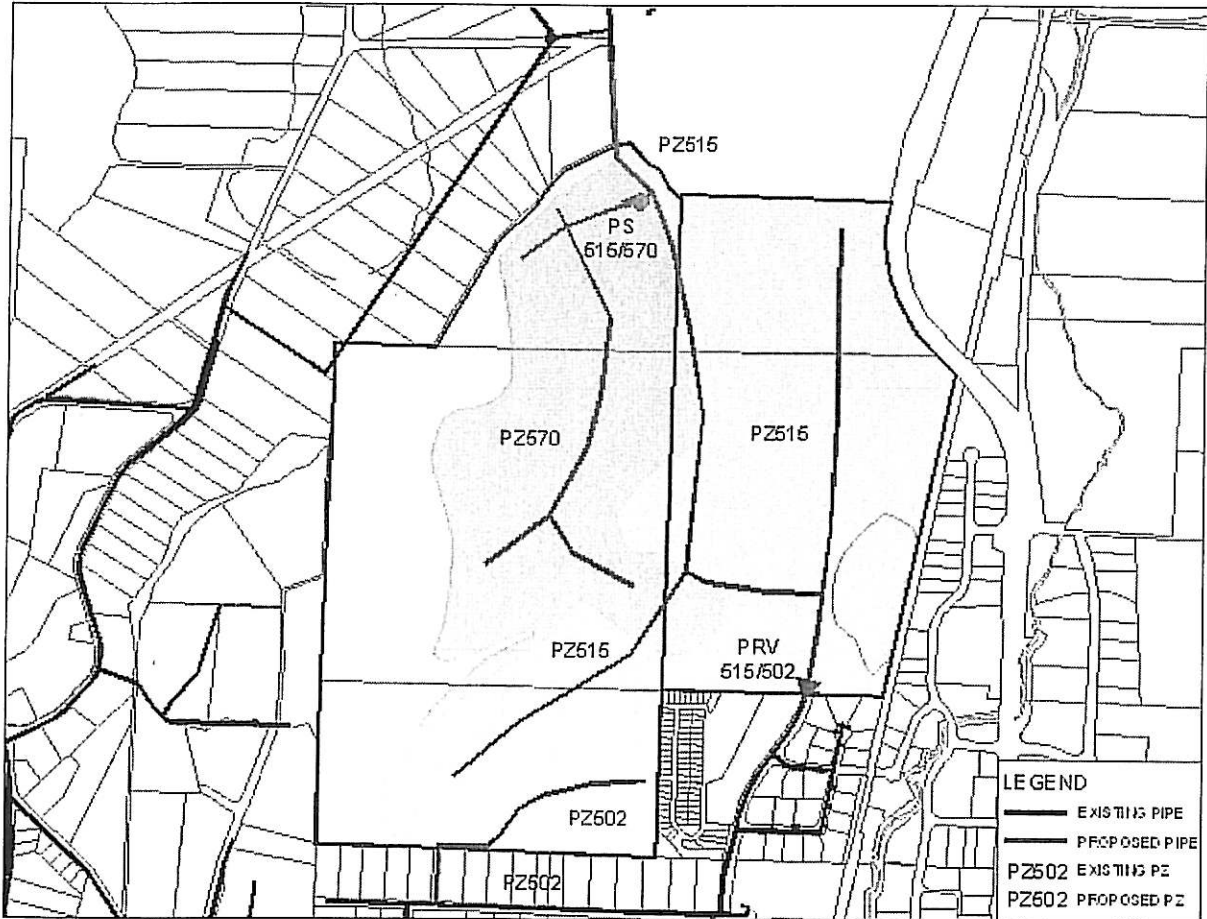 PZ515
PS
515/570
PZ570
PZ515
PZ515
PRV
515/502
PZ502
PZ502
LEGEND
EXISTING PIPE
PROPOSED PIPE
PZ502 EXISTING PZ
PZ502 PROPOSED PZ